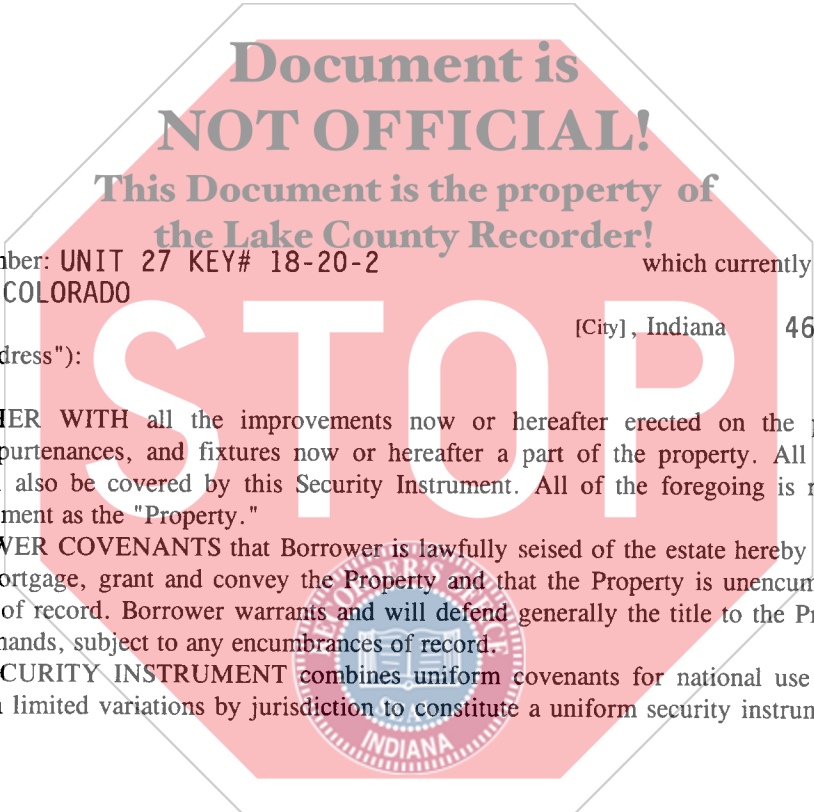 Document is
NOT OFFICIAL!
This Document is the property of
the Lake County Recorder!
nber: UNIT 27 KEY# 18-20-2 which currently
COLORADO
[City] , Indiana 46
dress"):
STOP
HER WITH all the improvements now or hereafter erected on the p
purtenances, and fixtures now or hereafter a part of the property. All
also be covered by this Security Instrument. All of the foregoing is r
ment as the "Property."
WER COVENANTS that Borrower is lawfully seised of the estate hereby
ortgage, grant and convey the Property and that the Property is unencum
of record. Borrower warrants and will defend generally the title to the Pr
nands, subject to any encumbrances of record.
CURITY INSTRUMENT combines uniform covenants for national use
limited variations by jurisdiction to constitute a uniform security instrum
RECORDER'S OFFICE
SEAL
INDIANA